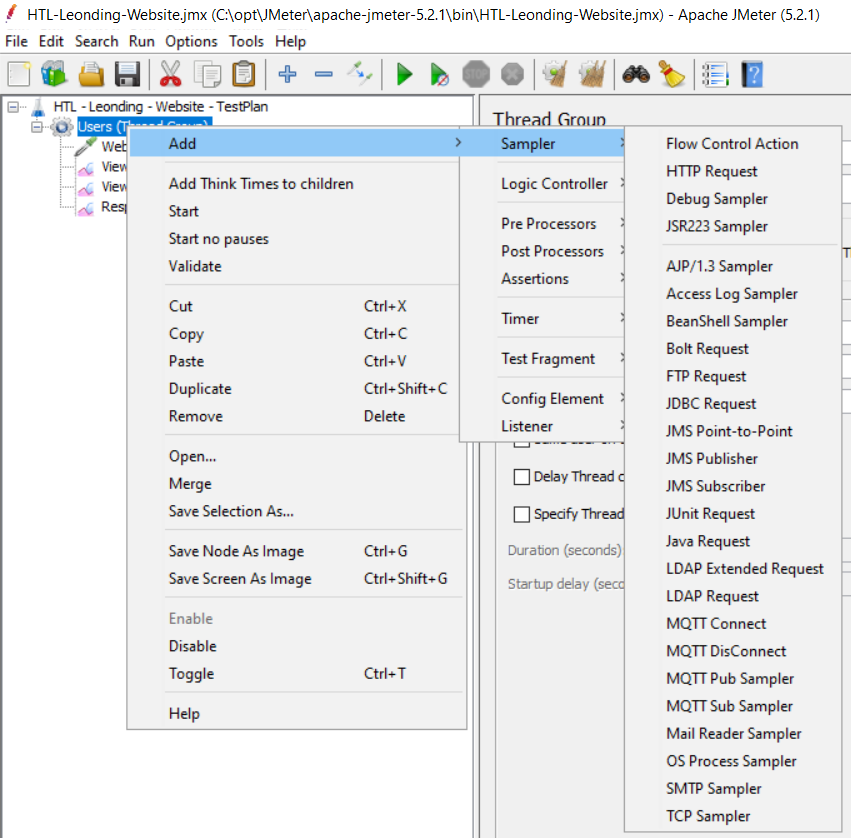 HTL-Leonding-Website.jmx (C:\opt\JMeter\apache-jmeter-5.2.1\bin\HTL-Leonding-Website.jmx) - Apache JMeter (5.2.1)
File Edit Search Run Options Tools Help
STOP
HTL - Leonding - Website - TestPlan
Users (Thread Group)
Web
View
View
Resp
Add
Add Think Times to children
Start
Start no pauses
Validate
Cut Ctrl+X
Copy Ctrl+C
Paste Ctrl+V
Duplicate Ctrl+Shift+C
Remove Delete
Open...
Merge
Save Selection As...
Save Node As Image Ctrl+G
Save Screen As Image Ctrl+Shift+G
Enable
Disable
Toggle Ctrl+T
Help
Thread Group
Sampler
Logic Controller
Pre Processors
Post Processors
Assertions
Timer
Test Fragment
Config Element
Listener
Delay Thread c
Specify Thread
Duration (seconds)
Startup delay (seco
Flow Control Action
HTTP Request
Debug Sampler
JSR223 Sampler
AJP/1.3 Sampler
Access Log Sampler
BeanShell Sampler
Bolt Request
FTP Request
JDBC Request
JMS Point-to-Point
JMS Publisher
JMS Subscriber
JUnit Request
Java Request
LDAP Extended Request
LDAP Request
MQTT Connect
MQTT DisConnect
MQTT Pub Sampler
MQTT Sub Sampler
Mail Reader Sampler
OS Process Sampler
SMTP Sampler
TCP Sampler